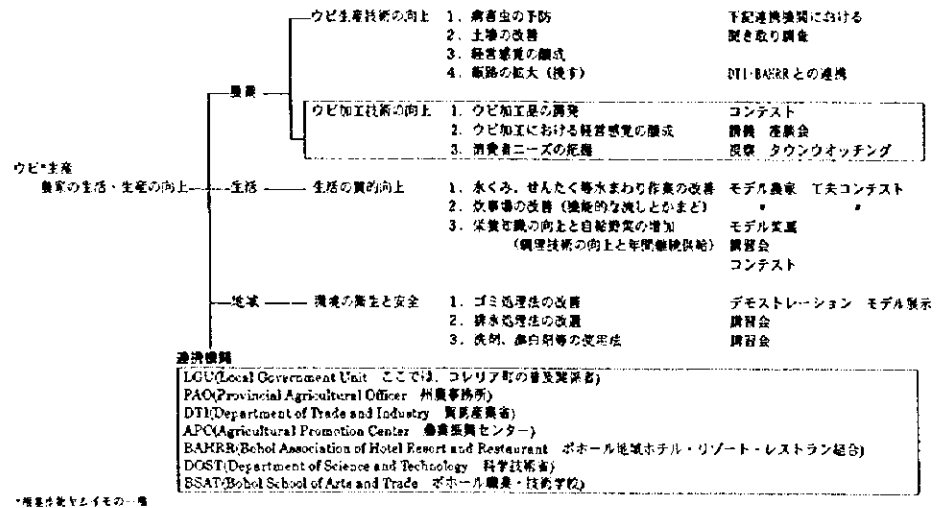 ウビ生産技術の向上 1. 病害虫の予防 下記連携機関における
2. 土壌の改善 聞き取り調査
3. 経営感覚の醸成
4. 販路の拡大（捜す） DTI・BAHRRとの連携
農業
ウビ加工技術の向上 1. ウビ加工品の開発 コンテスト
2. ウビ加工における経営感覚の醸成 講義 座談会
3. 消費者ニーズの把握 視察 タウンウオッチング
ウビ*生産
農家の生活・生産の向上 生活 生活の質的向上 1. 水くみ，せんたく等水まわり作業の改善 モデル農家 工夫コンテスト
2. 炊事場の改善（機能的な流しとかまど） 〃 〃
3. 栄養知識の向上と自給野菜の増加 モデル菜園
（調理技術の向上と年間継続供給） 講習会
コンテスト
地域 環境の衛生と安全 1. ゴミ処理法の改善 デモストレーション モデル展示
2. 排水処理法の改善 講習会
3. 洗剤、漂白剤等の使用法 講習会
連携機関
LGU(Local Government Unit ここでは、コレリア町の普及関係者)
PAO(Provincial Agricultural Officer 州農事務所)
DTI(Department of Trade and Industry 貿易産業省)
APC(Agricultural Promotion Center 農業振興センター)
BAHRR(Bohol Association of Hotel Resort and Restaurant ボホール地域ホテル・リゾート・レストラン組合)
DOST(Department of Science and Technology 科学技術省)
BSAT(Bohol School of Arts and Trade ボホール職業・技術学校)
ヤムイモの一種